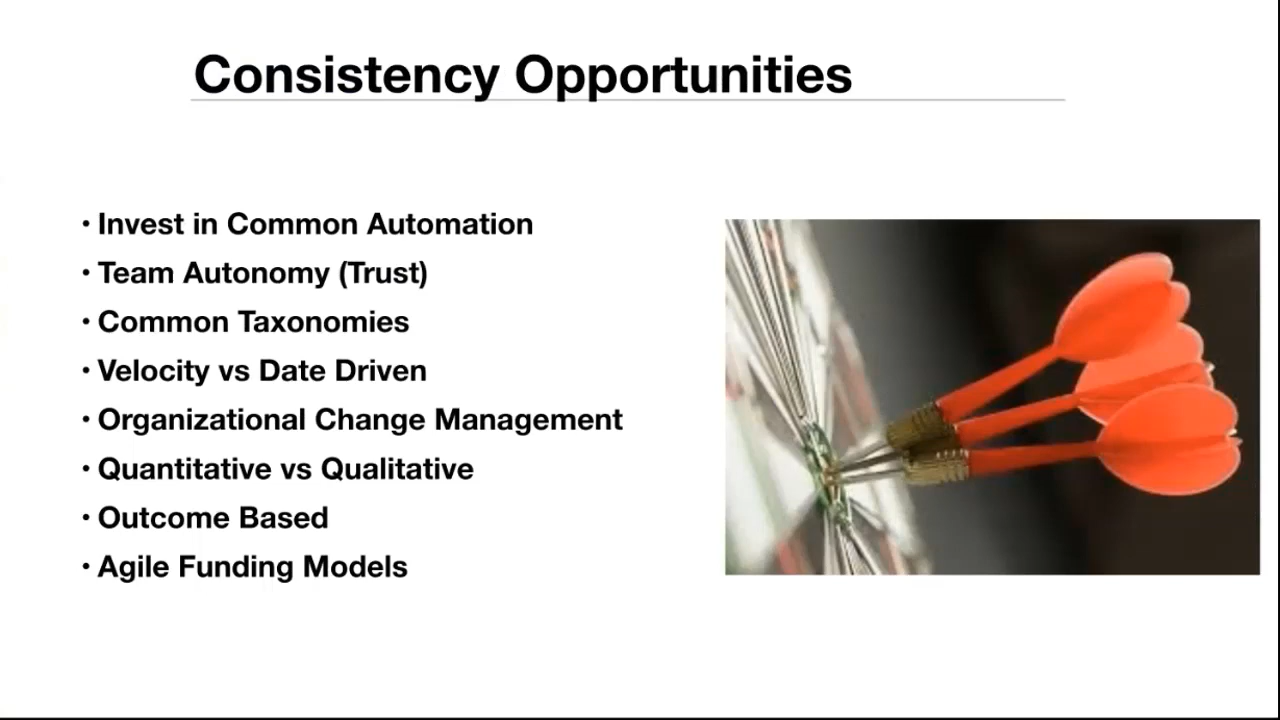 Consistency Opportunities
• Invest in Common Automation
• Team Autonomy (Trust)
• Common Taxonomies
• Velocity vs Date Driven
• Organizational Change Management
• Quantitative vs Qualitative
• Outcome Based
• Agile Funding Models